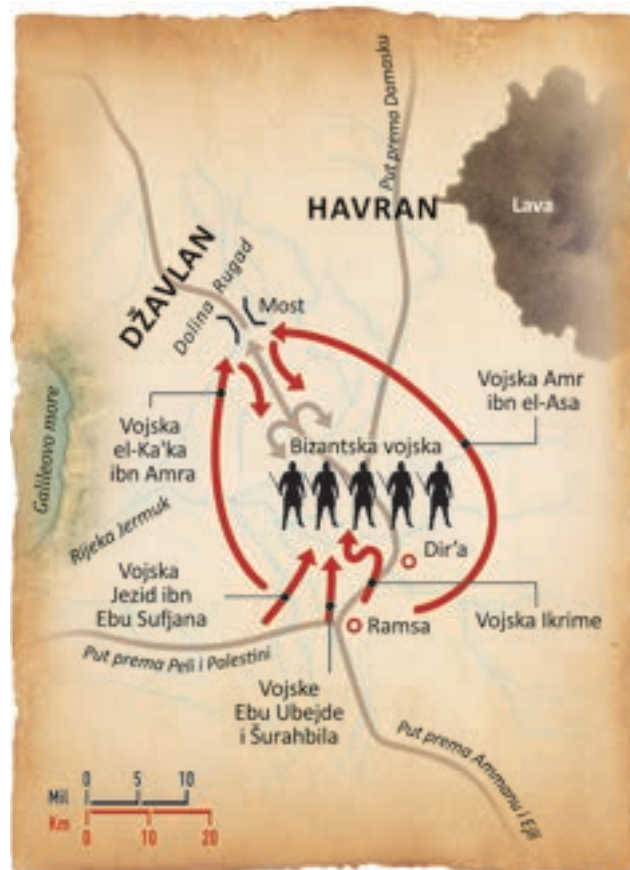 Put prema Damasku
HAVRAN
Lava
DŽAVLAN
Dolina Rugad
Most
Vojska Amr
ibn el-Asa
Vojska
el-Ka'ka
ibn Amra
Bizantska vojska
Galileovo more
Rijeka Jermuk
Dir'a
Vojska
Jezid ibn
Ebu Sufjana
Ramsa
Vojska Ikrime
Put prema Peli i Palestini
Vojske
Ebu Ubejde
i Šurahbila
Put prema Ammanu i Ejli
0 5 10
Mil
Km
0 10 20